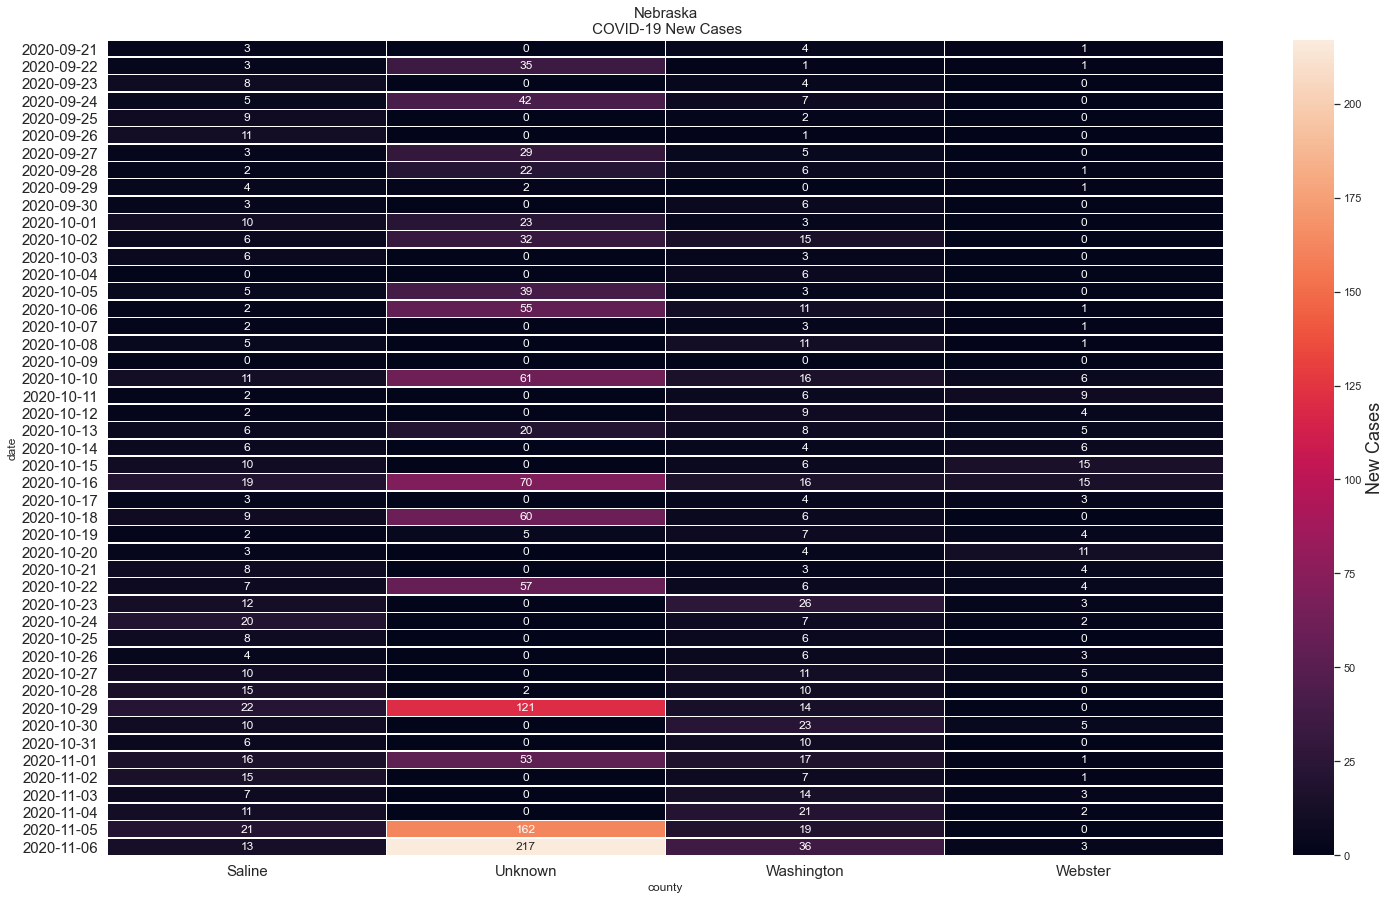 Nebraska
COVID-19 New Cases
2020-09-21 3 0 4 1
2020-09-22 3 35 1 1
2020-09-23 8 0 4 0
2020-09-24 5 42 7 0
2020-09-25 9 0 2 0
2020-09-26 11 0 1 0
2020-09-27 3 29 5 0
2020-09-28 2 22 6 1
2020-09-29 4 2 0 1
2020-09-30 3 0 6 0
2020-10-01 10 23 3 0
2020-10-02 6 32 15 0
2020-10-03 6 0 3 0
2020-10-04 0 0 6 0
2020-10-05 5 39 3 0
2020-10-06 2 55 11 1
2020-10-07 2 0 3 1
2020-10-08 5 0 11 1
2020-10-09 0 0 0 0
2020-10-10 11 61 16 6
2020-10-11 2 0 6 9
2020-10-12 2 0 9 4
2020-10-13 6 20 8 5
2020-10-14 6 0 4 6
2020-10-15 10 0 6 15
2020-10-16 19 70 16 15
2020-10-17 3 0 4 3
2020-10-18 9 60 6 0
2020-10-19 2 5 7 4
2020-10-20 3 0 4 11
2020-10-21 8 0 3 4
2020-10-22 7 57 6 4
2020-10-23 12 0 26 3
2020-10-24 20 0 7 2
2020-10-25 8 0 6 0
2020-10-26 4 0 6 3
2020-10-27 10 0 11 5
2020-10-28 15 2 10 0
2020-10-29 22 121 14 0
2020-10-30 10 0 23 5
2020-10-31 6 0 10 0
2020-11-01 16 53 17 1
2020-11-02 15 0 7 1
2020-11-03 7 0 14 3
2020-11-04 11 0 21 2
2020-11-05 21 162 19 0
2020-11-06 13 217 36 3
Saline Unknown Washington Webster
county
date
200
175
150
125
100
75
50
25
0
New Cases